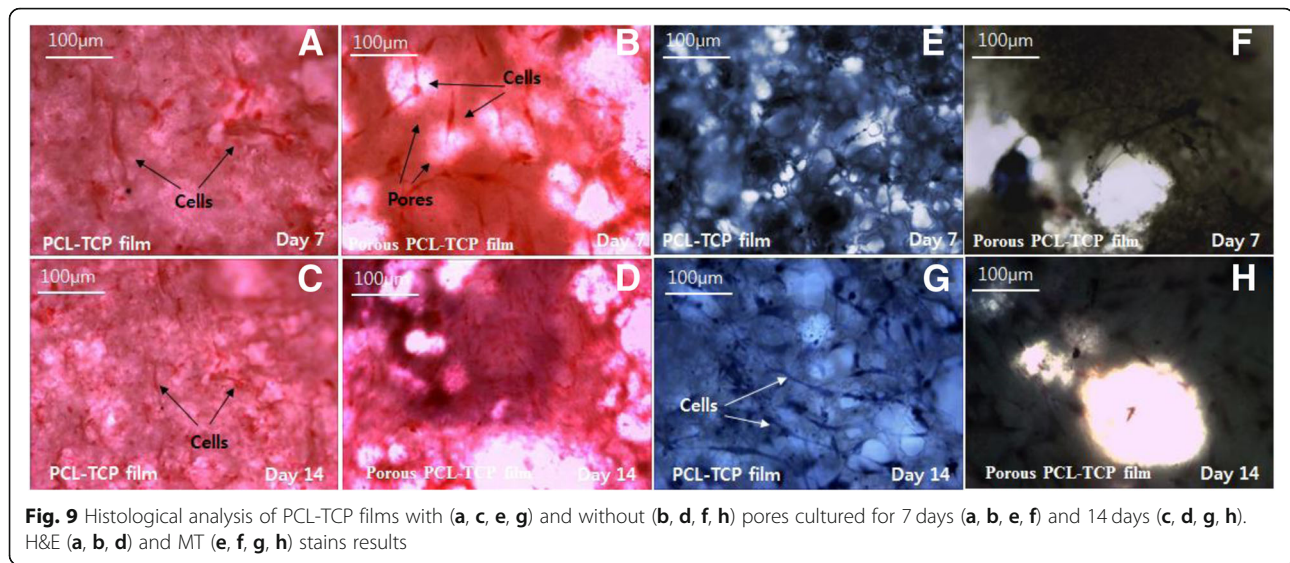 100µm A
Cells
PCL-TCP film Day 7
100µm B
Cells
Pores
Porous PCL-TCP film Day 7
100µm E
PCL-TCP film Day 7
100µm F
Porous PCL-TCP film Day 7
100µm C
Cells
PCL-TCP film Day 14
100µm D
Porous PCL-TCP film Day 14
100µm G
Cells
PCL-TCP film Day 14
100µm H
Porous PCL-TCP film Day 14
Fig. 9 Histological analysis of PCL-TCP films with (a, c, e, g) and without (b, d, f, h) pores cultured for 7 days (a, b, e, f) and 14 days (c, d, g, h).
H&E (a, b, d) and MT (e, f, g, h) stains results